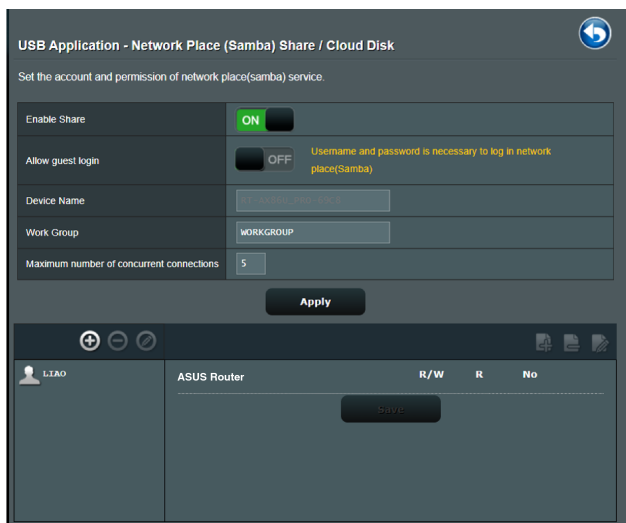 USB Application - Network Place (Samba) Share / Cloud Disk
Set the account and permission of network place(samba) service.
Enable Share
ON
Allow guest login
OFF
Username and password is necessary to log in network
place(Samba)
Device Name
Work Group
WORKGROUP
Maximum number of concurrent connections
5
Apply
LIAO
ASUS Router
R/W
R
No
Save